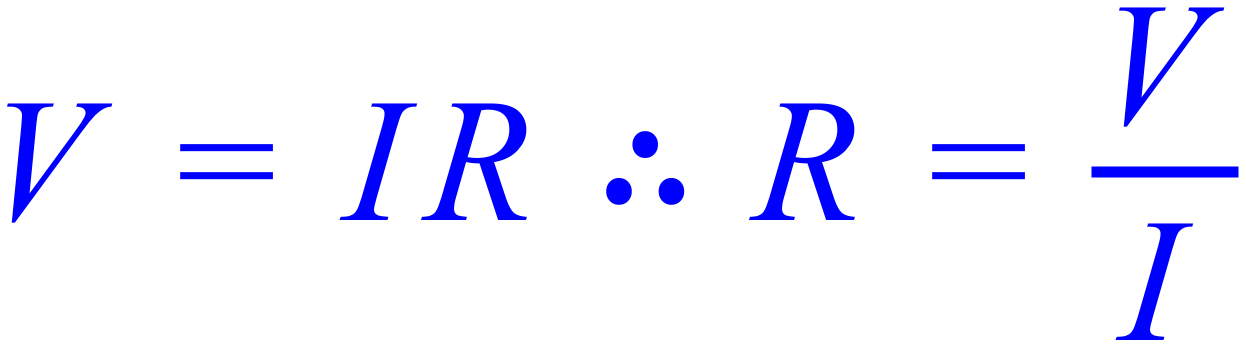 V = IR ∴ R = V/I